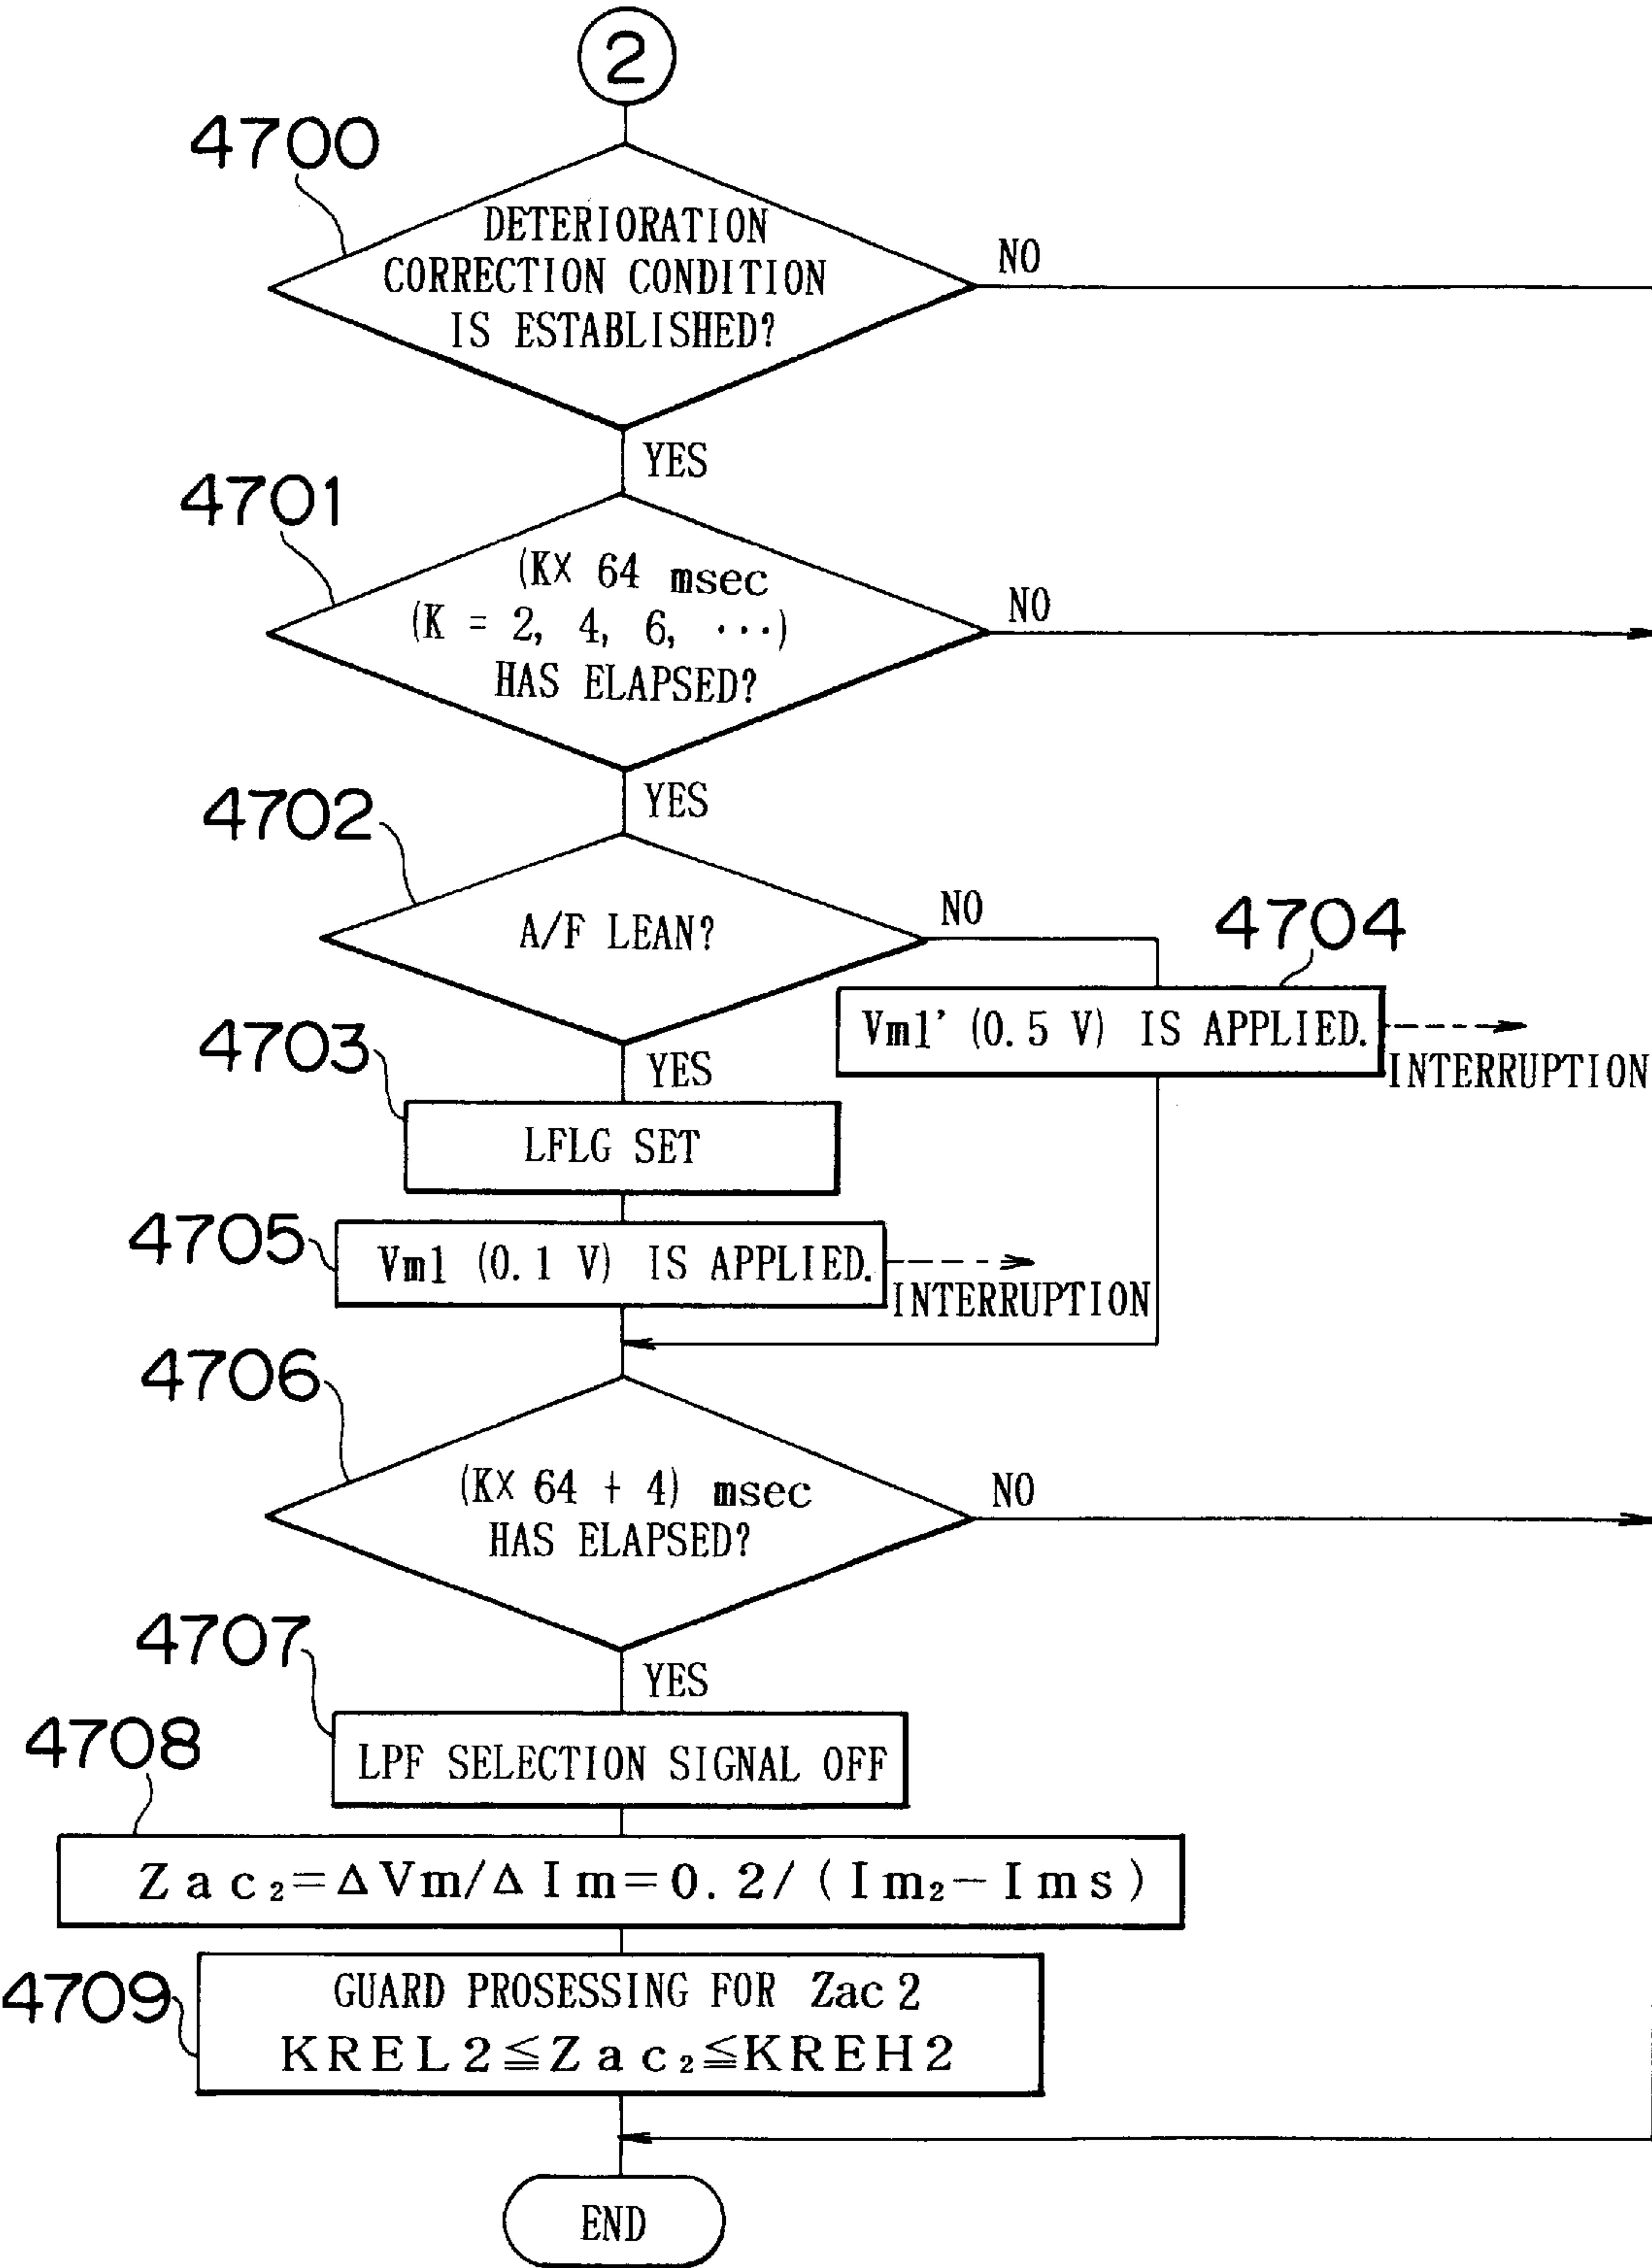 2
4700
DETERIORATION
CORRECTION CONDITION
IS ESTABLISHED?
NO
YES
4701
(K× 64 msec
(K = 2, 4, 6, ···)
HAS ELAPSED?
NO
YES
4702
A/F LEAN?
NO
4704
Vm1' (0.5 V) IS APPLIED.
INTERRUPTION
YES
4703
LFLG SET
4705
Vm1 (0.1 V) IS APPLIED.
INTERRUPTION
4706
(K× 64 + 4) msec
HAS ELAPSED?
NO
YES
4707
LPF SELECTION SIGNAL OFF
4708
Zac₂=ΔVm/ΔIm=0.2/(Im₂−Ims)
4709
GUARD PROSESSING FOR Zac 2
KREL2≦Zac₂≦KREH2
END